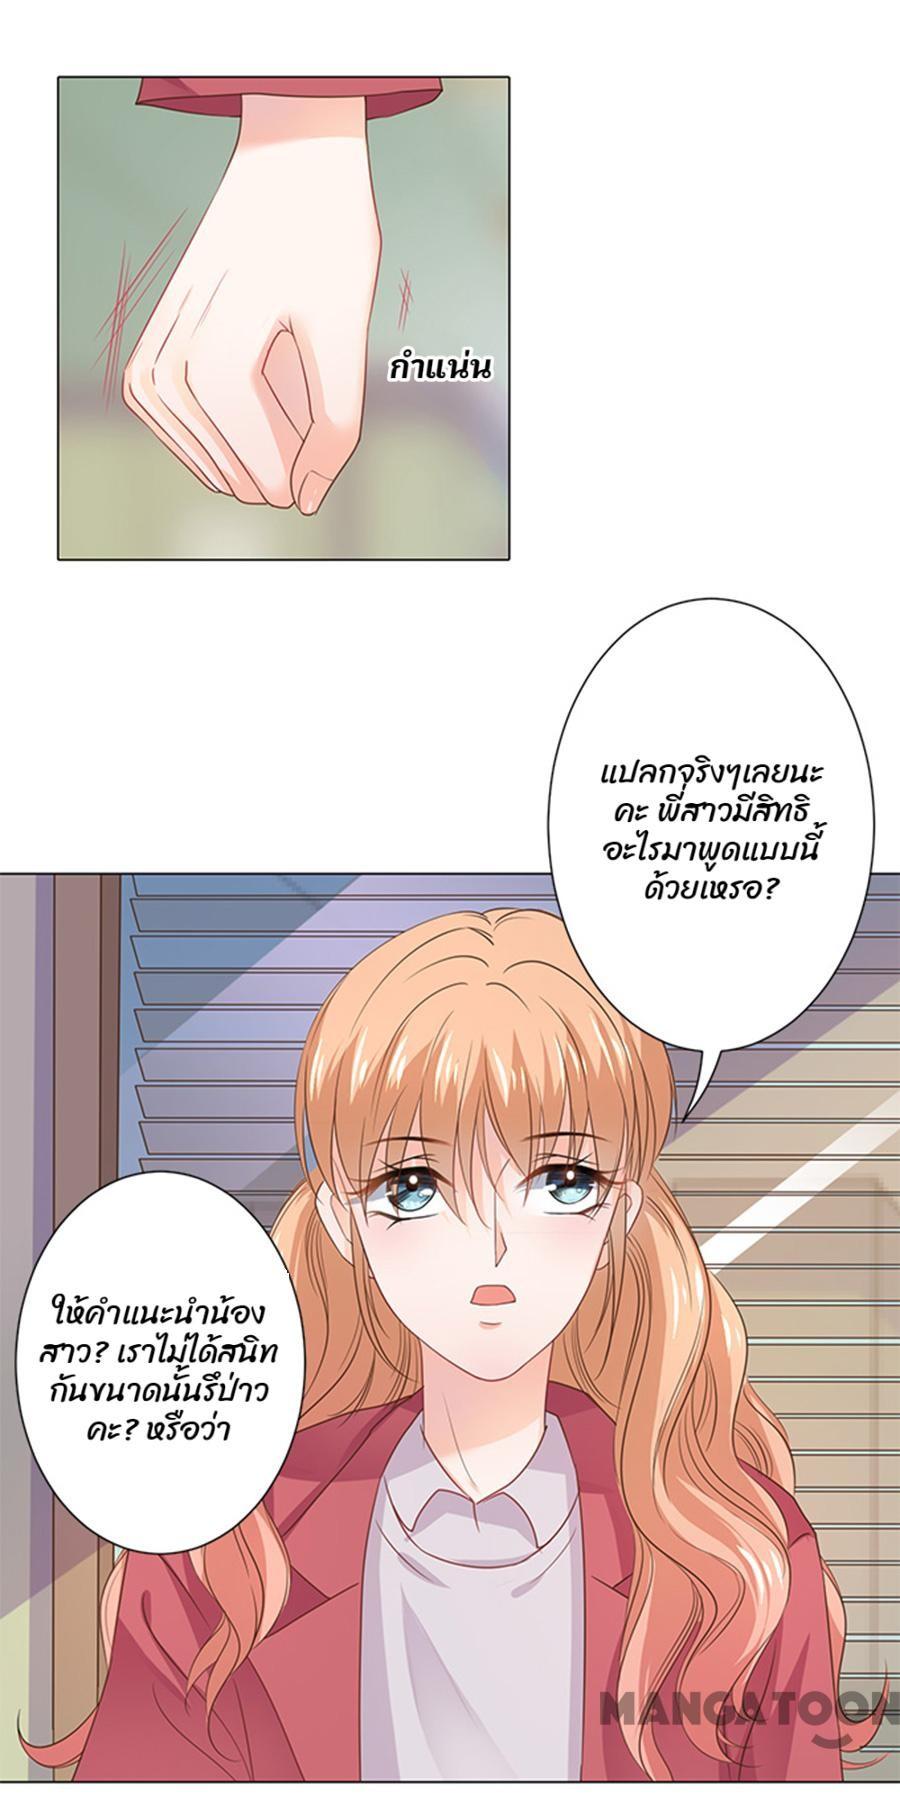 กำแน่น
แปลกจริงๆเลยนะ
คะ พี่สาวมีสิทธิ
อะไรมาพูดแบบนี้
ด้วยเหรอ?
ให้คำแนะนำน้อง
สาว? เราไม่ได้สนิท
กันขนาดนั้นรึป่าว
คะ? หรือว่า
MANGATOON